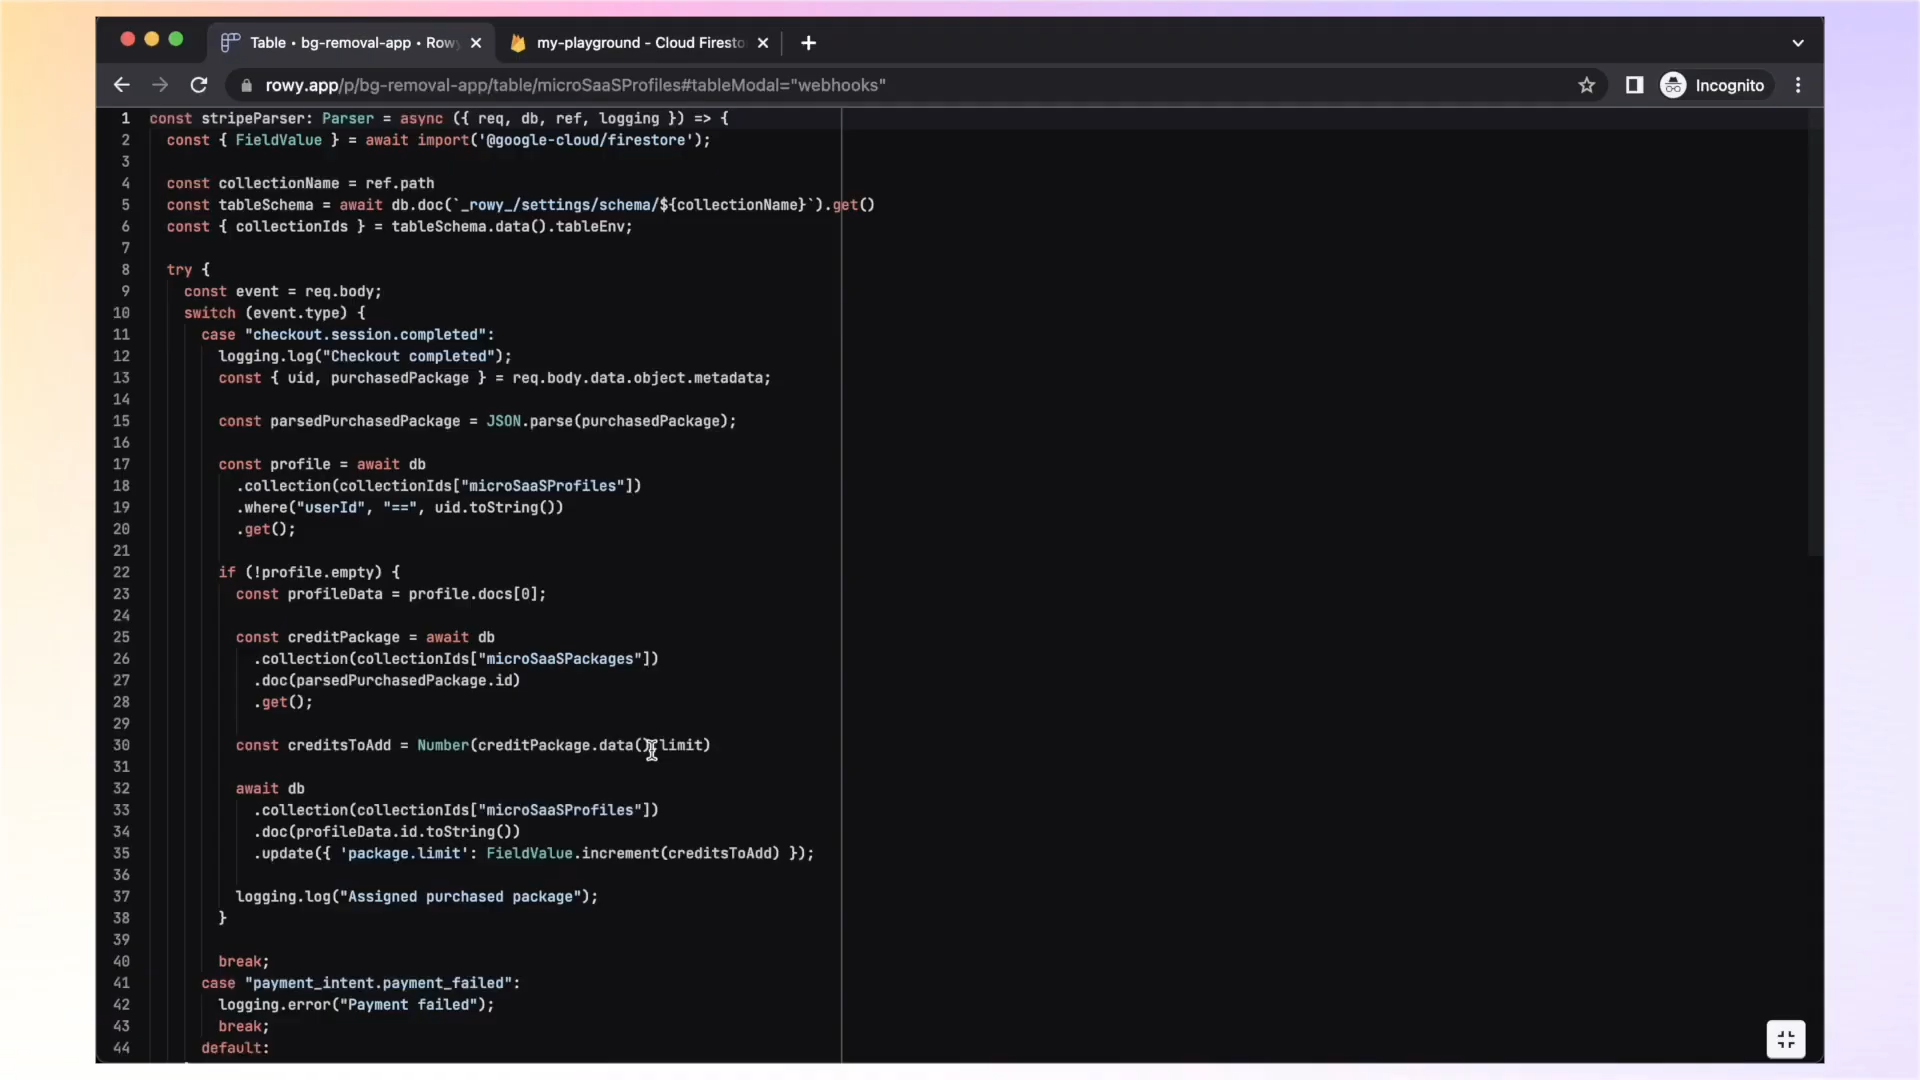 Table • bg-removal-app • Rowy
my-playground - Cloud Firesto
rowy.app/p/bg-removal-app/table/microSaaSProfiles#tableModal="webhooks"
Incognito
1 const stripeParser: Parser = async ({ req, db, ref, logging }) => {
2 const { FieldValue } = await import('@google-cloud/firestore');
3
4 const collectionName = ref.path
5 const tableSchema = await db.doc(`_rowy_/settings/schema/${collectionName}`).get()
6 const { collectionIds } = tableSchema.data().tableEnv;
7
8 try {
9 const event = req.body;
10 switch (event.type) {
11 case "checkout.session.completed":
12 logging.log("Checkout completed");
13 const { uid, purchasedPackage } = req.body.data.object.metadata;
14
15 const parsedPurchasedPackage = JSON.parse(purchasedPackage);
16
17 const profile = await db
18 .collection(collectionIds["microSaaSProfiles"])
19 .where("userId", "==", uid.toString())
20 .get();
21
22 if (!profile.empty) {
23 const profileData = profile.docs[0];
24
25 const creditPackage = await db
26 .collection(collectionIds["microSaaSPackages"])
27 .doc(parsedPurchasedPackage.id)
28 .get();
29
30 const creditsToAdd = Number(creditPackage.data().limit)
31
32 await db
33 .collection(collectionIds["microSaaSProfiles"])
34 .doc(profileData.id.toString())
35 .update({ 'package.limit': FieldValue.increment(creditsToAdd) });
36
37 logging.log("Assigned purchased package");
38 }
39
40 break;
41 case "payment_intent.payment_failed":
42 logging.error("Payment failed");
43 break;
44 default: